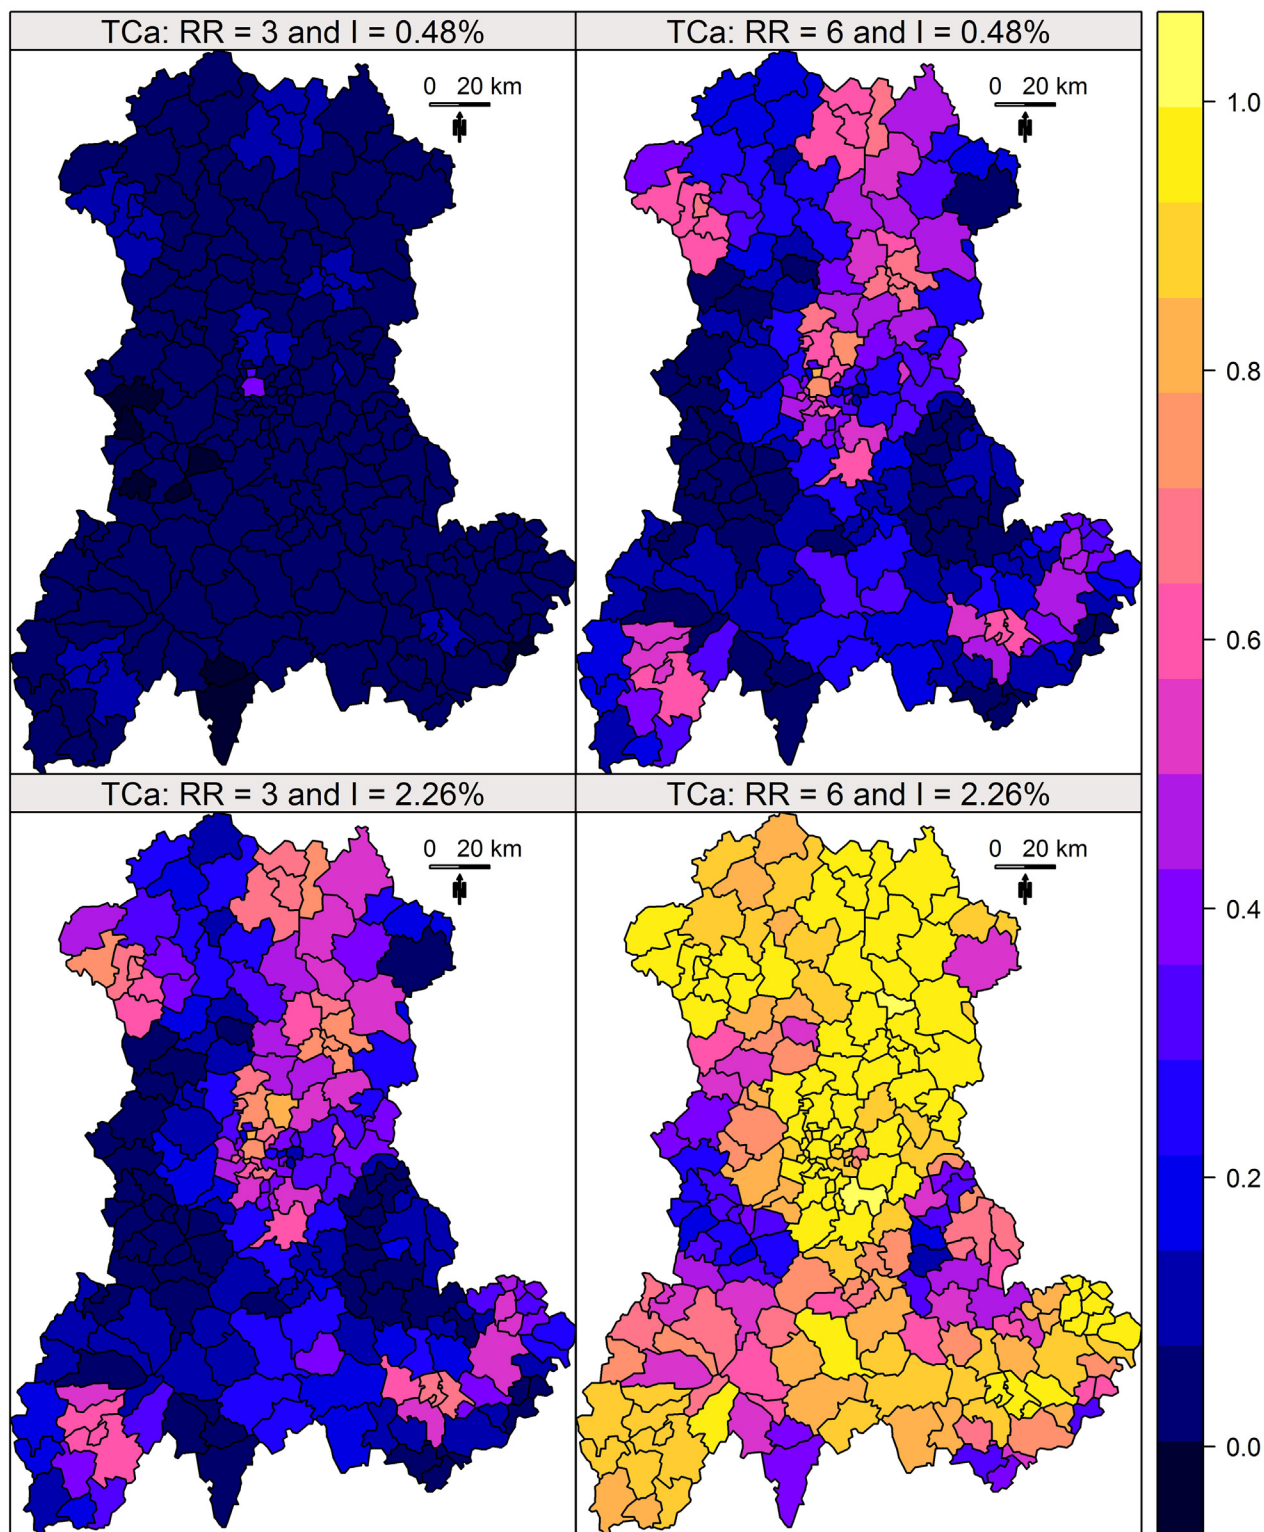 TCa: RR = 3 and I = 0.48%
TCa: RR = 6 and I = 0.48%
0 20 km
N
0 20 km
N
TCa: RR = 3 and I = 2.26%
TCa: RR = 6 and I = 2.26%
0 20 km
N
0 20 km
N
1.0
0.8
0.6
0.4
0.2
0.0